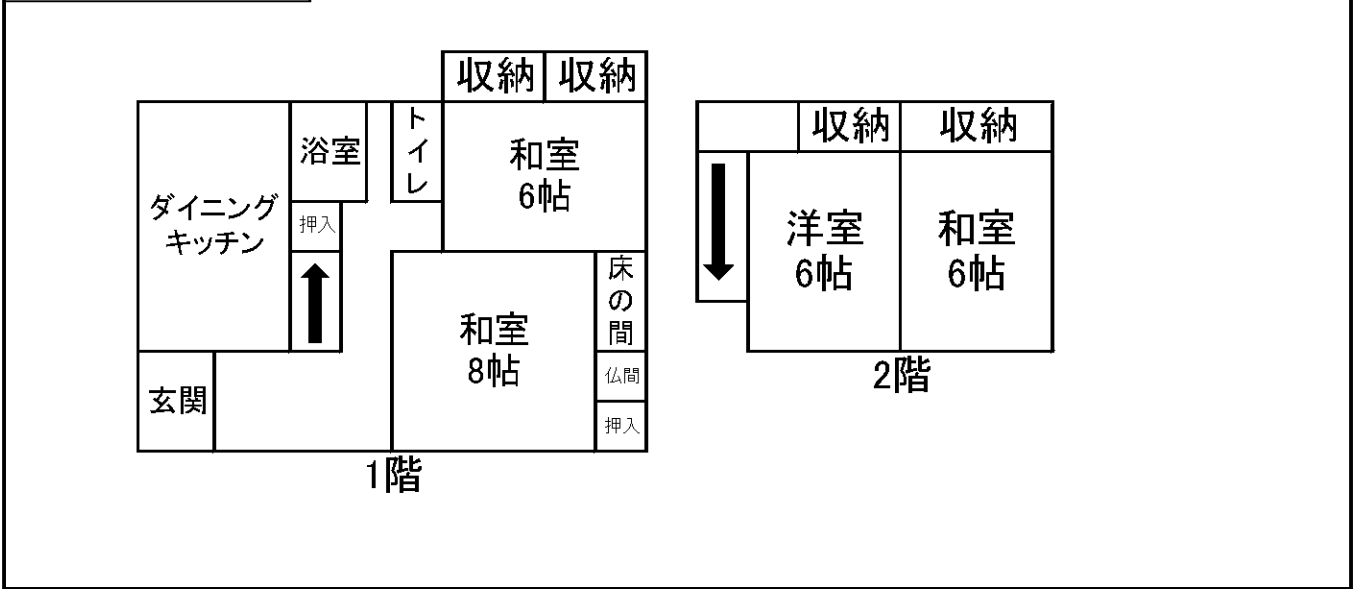 収納
収納
ダイニング
キッチン
浴室
押入
トイレ
和室
6帖
和室
8帖
床の間
仏間
押入
玄関
1階
収納
収納
洋室
6帖
和室
6帖
2階